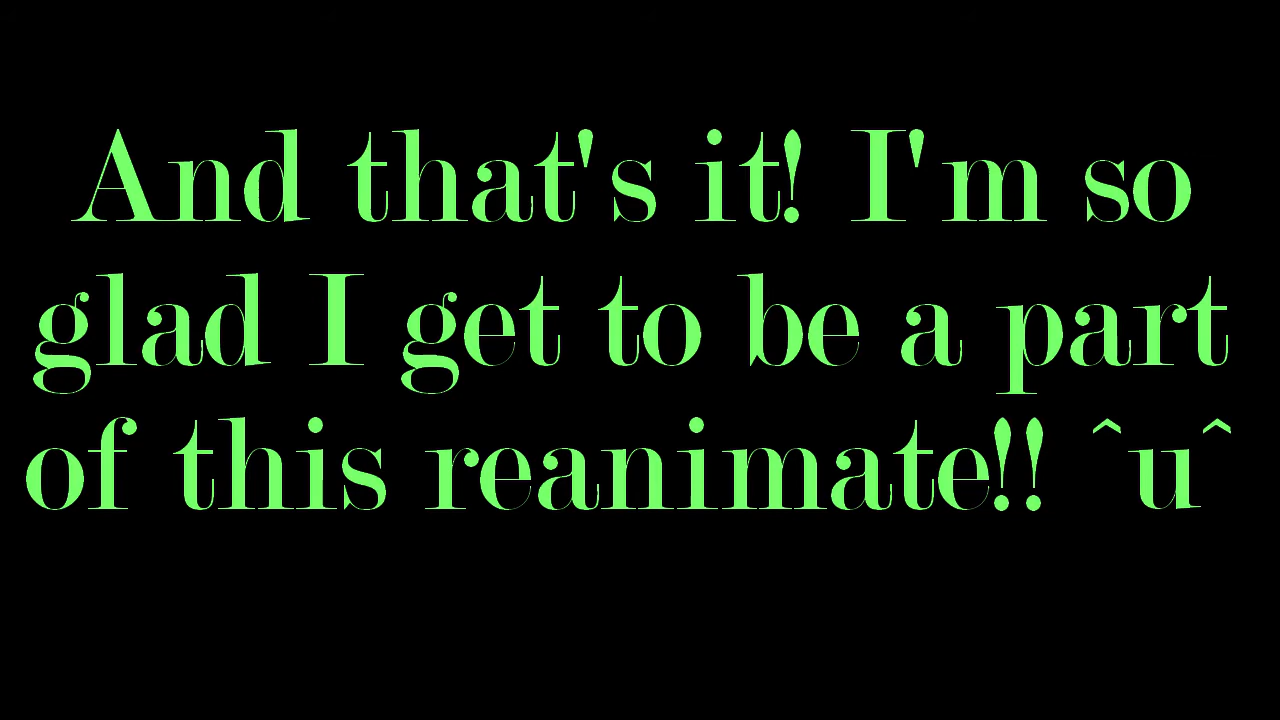 And that's it! I'm so
glad I get to be a part
of this reanimate!! ^u^